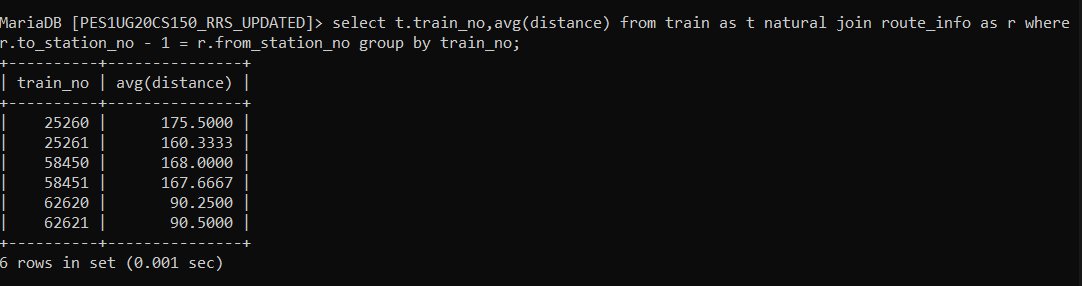 MariaDB [PES1UG20CS150_RRS_UPDATED]> select t.train_no,avg(distance) from train as t natural join route_info as r where
r.to_station_no - 1 = r.from_station_no group by train_no;
+----------+---------------+
| train_no | avg(distance) |
+----------+---------------+
|    25260 |      175.5000 |
|    25261 |      160.3333 |
|    58450 |      168.0000 |
|    58451 |      167.6667 |
|    62620 |       90.2500 |
|    62621 |       90.5000 |
+----------+---------------+
6 rows in set (0.001 sec)